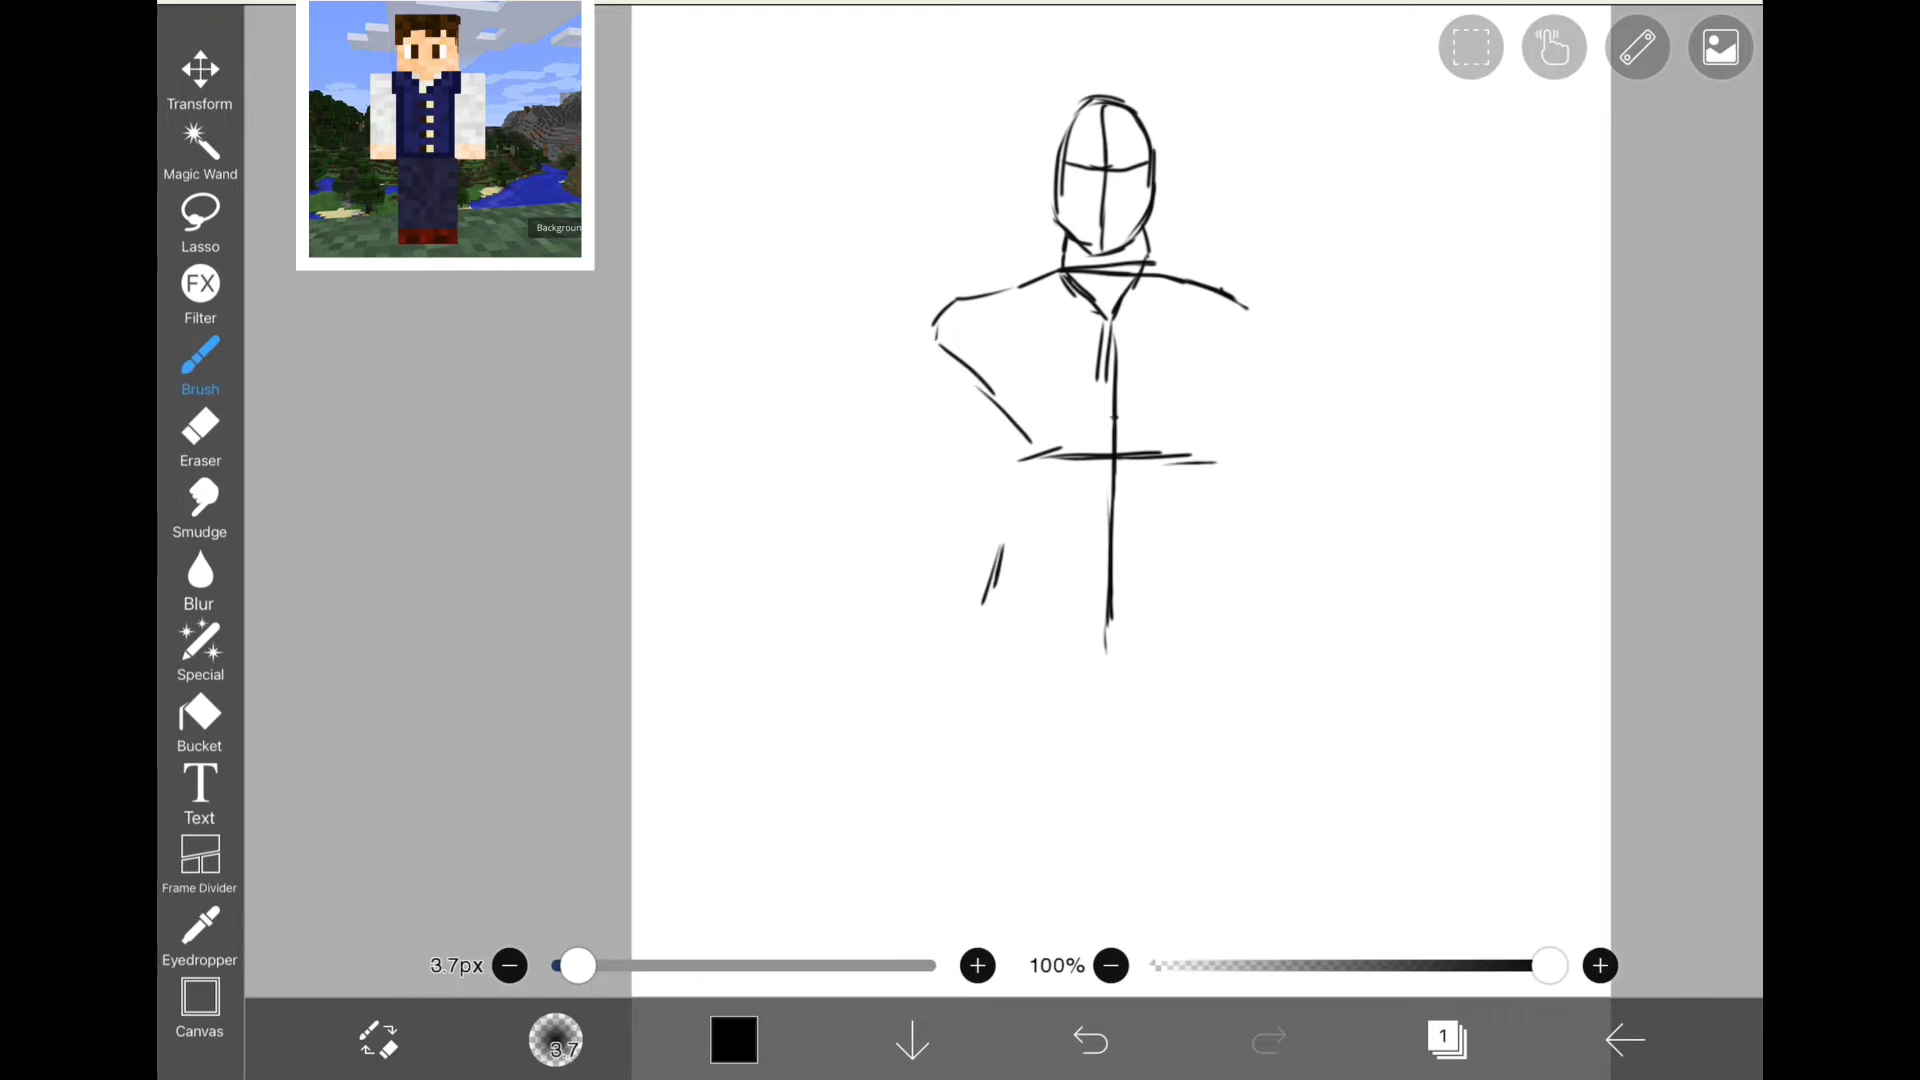 Transform
Magic Wand
Lasso
FX
Filter
Brush
Eraser
Smudge
Blur
Special
Bucket
T
Text
Frame Divider
Eyedropper
Canvas
Backgroun
3.7px
100%
3.7
1